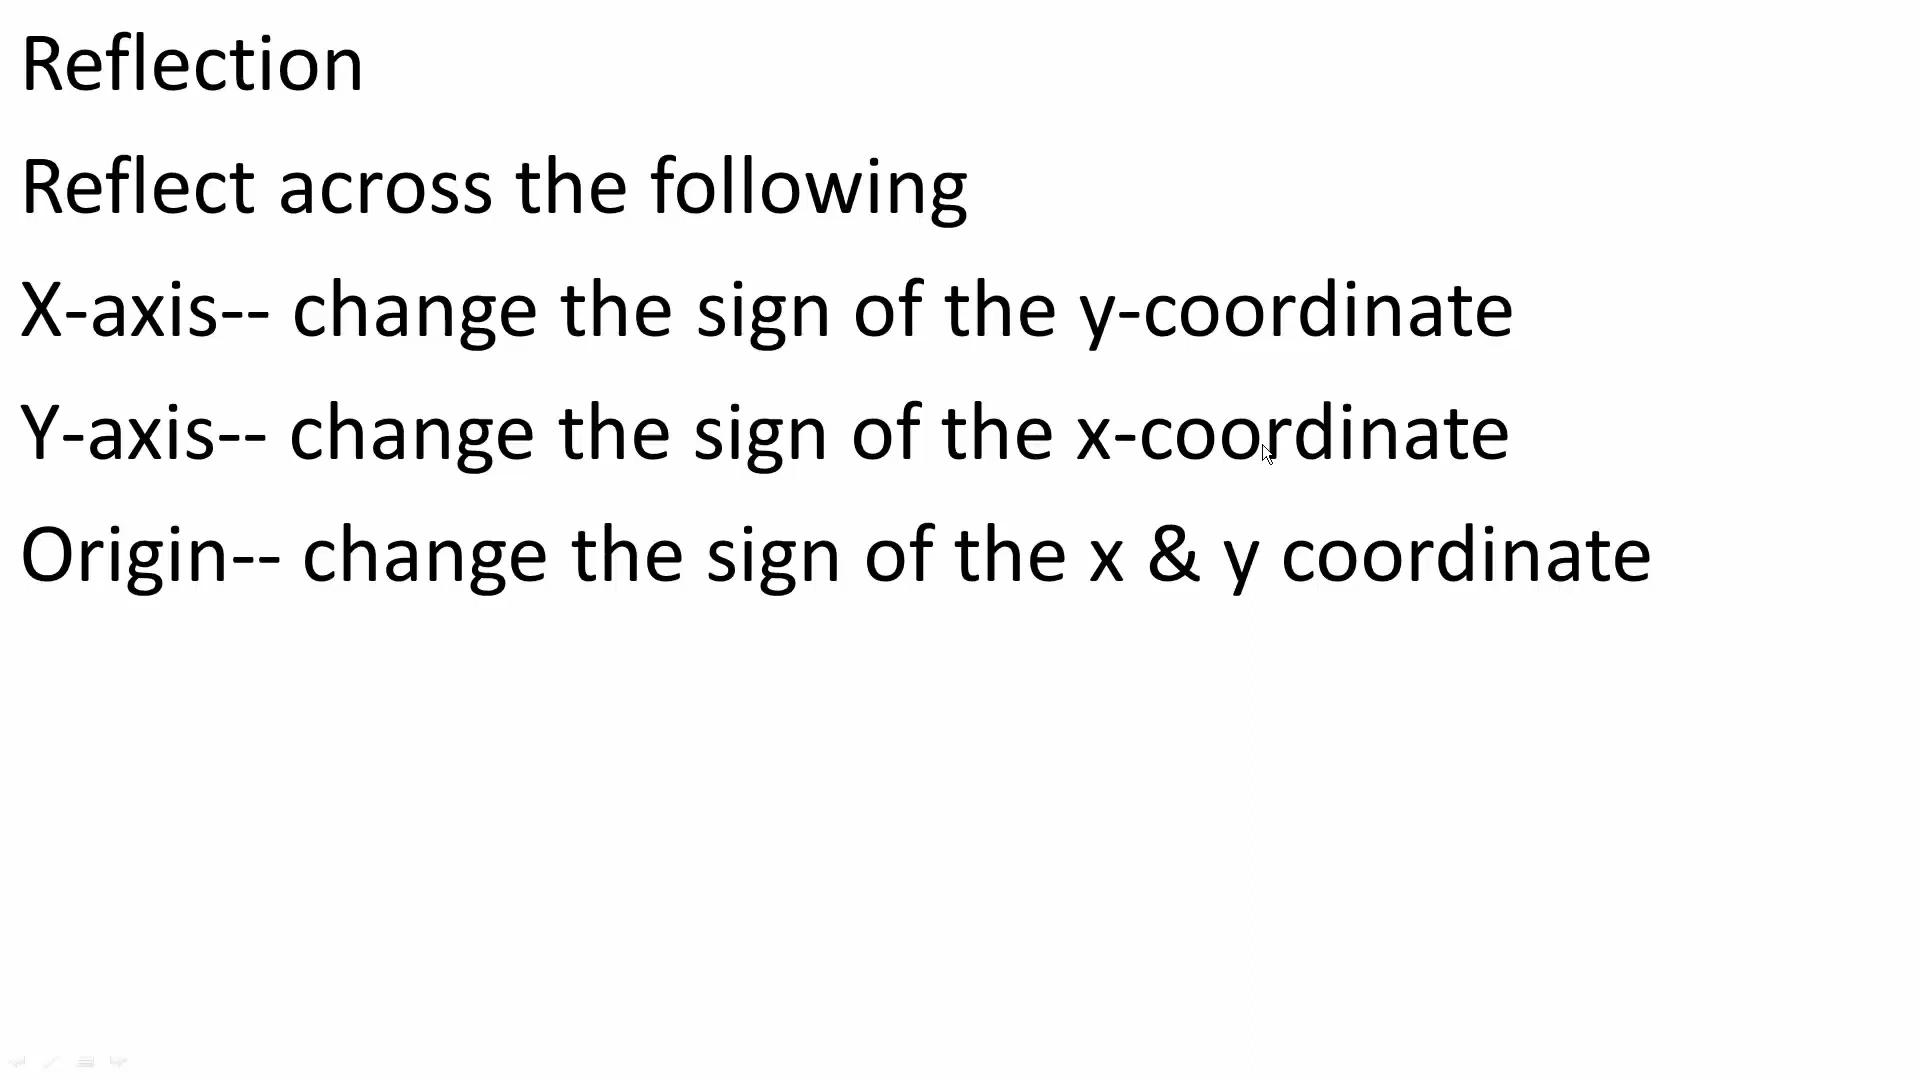 Reflection
Reflect across the following
X-axis-- change the sign of the y-coordinate
Y-axis-- change the sign of the x-coordinate
Origin-- change the sign of the x & y coordinate